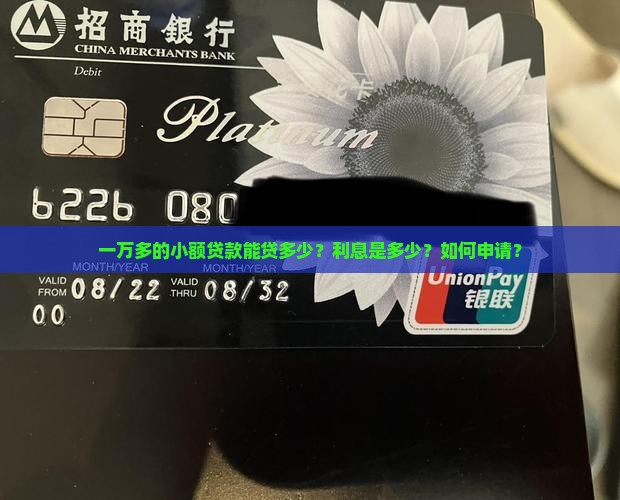 招商銀行
CHINA MERCHANTS BANK
Debit
Platinum
6226 080
一万多的小额贷款能贷多少？利息是多少？如何申请？
MONTH/YEAR MONTH/YEAR
VALID FROM 08/22 VALID THRU 08/32
00
UnionPay
银联